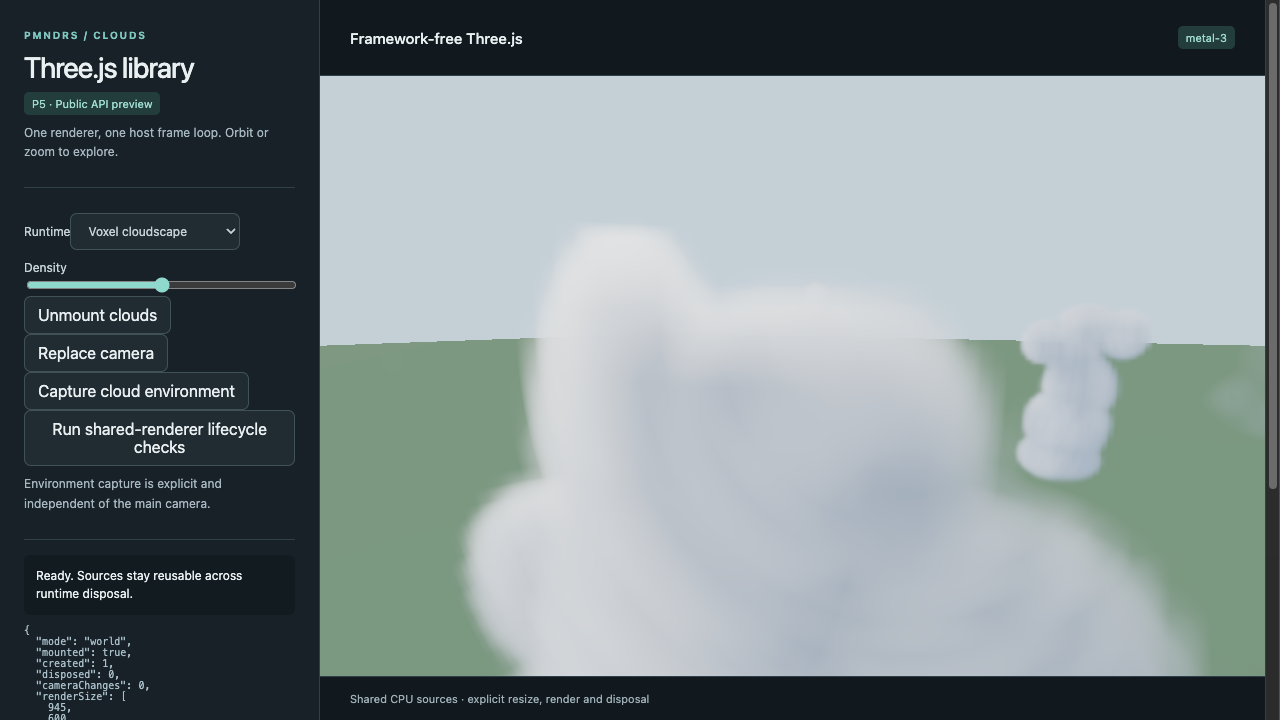 PMNDRS / CLOUDS
Three.js library
P5 · Public API preview
One renderer, one host frame loop. Orbit or
zoom to explore.
Runtime
Voxel cloudscape
Density
Unmount clouds
Replace camera
Capture cloud environment
Run shared-renderer lifecycle
checks
Environment capture is explicit and
independent of the main camera.
Ready. Sources stay reusable across
runtime disposal.
{
"mode": "world",
"mounted": true,
"created": 1,
"disposed": 0,
"cameraChanges": 0,
"renderSize": [
945,
600
Framework-free Three.js
metal-3
Shared CPU sources · explicit resize, render and disposal